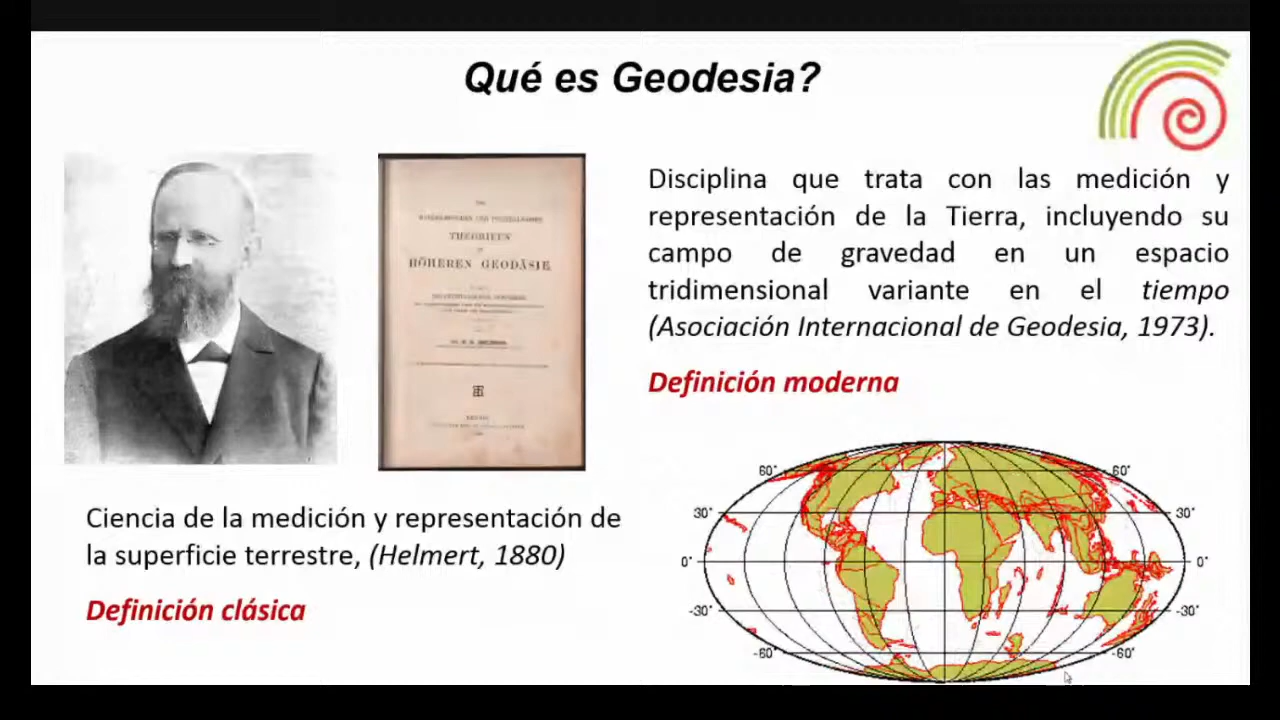 Qué es Geodesia?
THEORIEEN
HÖHEREN GEODÄSIE
Disciplina que trata con las medición y
representación de la Tierra, incluyendo su
campo de gravedad en un espacio
tridimensional variante en el tiempo
(Asociación Internacional de Geodesia, 1973).
Definición moderna
Ciencia de la medición y representación de
la superficie terrestre, (Helmert, 1880)
Definición clásica
60° 60°
30° 30°
0° 0°
-30° -30°
-60° -60°